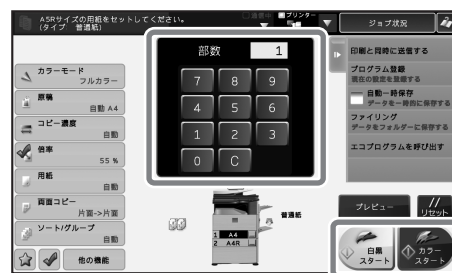 A5Rサイズの用紙をセットしてください。
(タイプ 普通紙)
送信中
プリンター
ジョブ状況
カラーモード
フルカラー
原稿
自動 A4
コピー濃度
自動
倍率
55 %
用紙
自動
両面コピー
片面->片面
ソート/グループ
自動
他の機能
部数
1
7 8 9
4 5 6
1 2 3
0 C
普通紙
1 A4
2 A4R
印刷と同時に送信する
プログラム登録
現在の設定を登録する
自動一時保存
データを一時的に保存する
ファイリング
データをフォルダーに保存する
エコプログラムを呼び出す
プレビュー
リセット
白黒
スタート
カラー
スタート